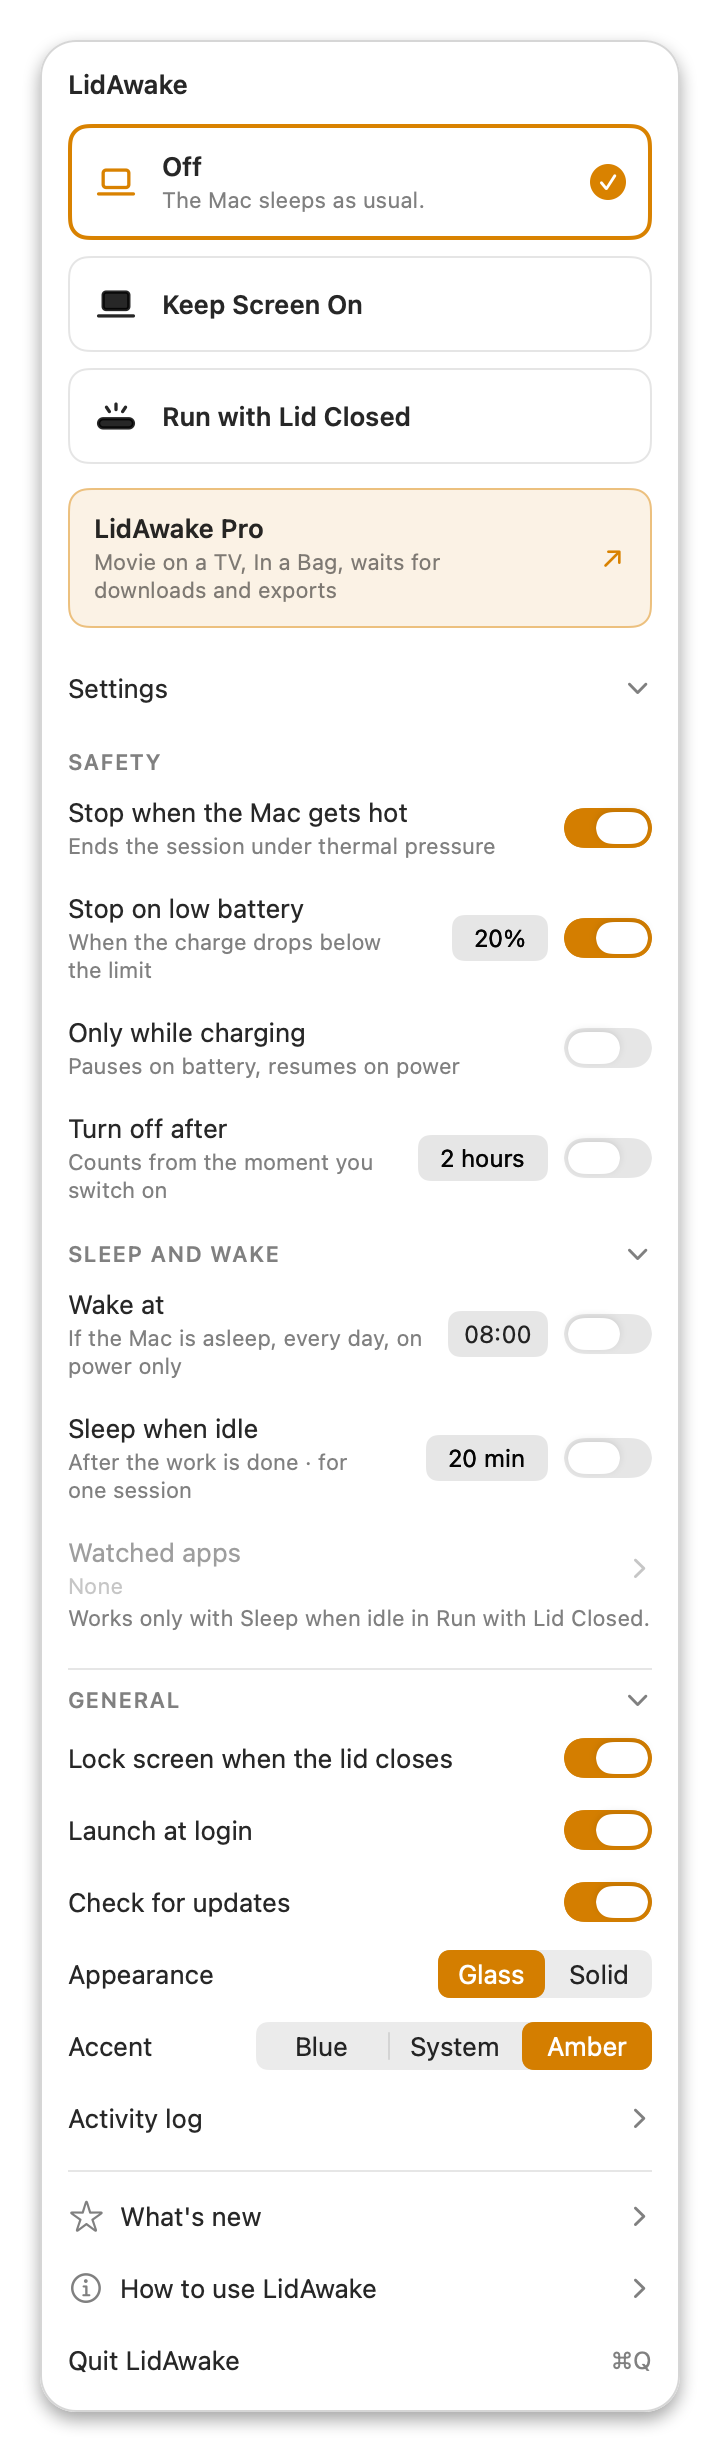 LidAwake
Off
The Mac sleeps as usual.
Keep Screen On
Run with Lid Closed
LidAwake Pro
Movie on a TV, In a Bag, waits for
downloads and exports
Settings
SAFETY
Stop when the Mac gets hot
Ends the session under thermal pressure
Stop on low battery
When the charge drops below
the limit
20%
Only while charging
Pauses on battery, resumes on power
Turn off after
Counts from the moment you
switch on
2 hours
SLEEP AND WAKE
Wake at
If the Mac is asleep, every day, on
power only
08:00
Sleep when idle
After the work is done · for
one session
20 min
Watched apps
None
Works only with Sleep when idle in Run with Lid Closed.
GENERAL
Lock screen when the lid closes
Launch at login
Check for updates
Appearance
Glass
Solid
Accent
Blue
System
Amber
Activity log
What's new
How to use LidAwake
Quit LidAwake
⌘Q